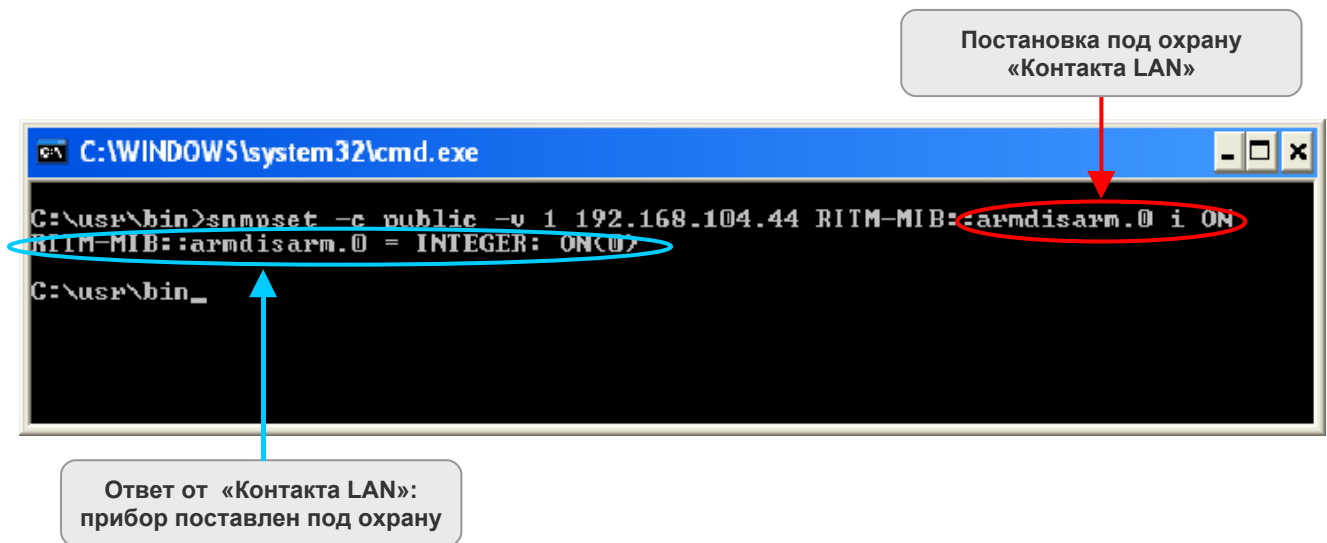 Постановка под охрану
«Контакта LAN»
C:\WINDOWS\system32\cmd.exe
C:\usr\bin>snmpset -c public -v 1 192.168.104.44 RITM-MIB::armdisarm.0 i ON
RITM-MIB::armdisarm.0 = INTEGER: ON(0)
C:\usr\bin_
Ответ от «Контакта LAN»:
прибор поставлен под охрану